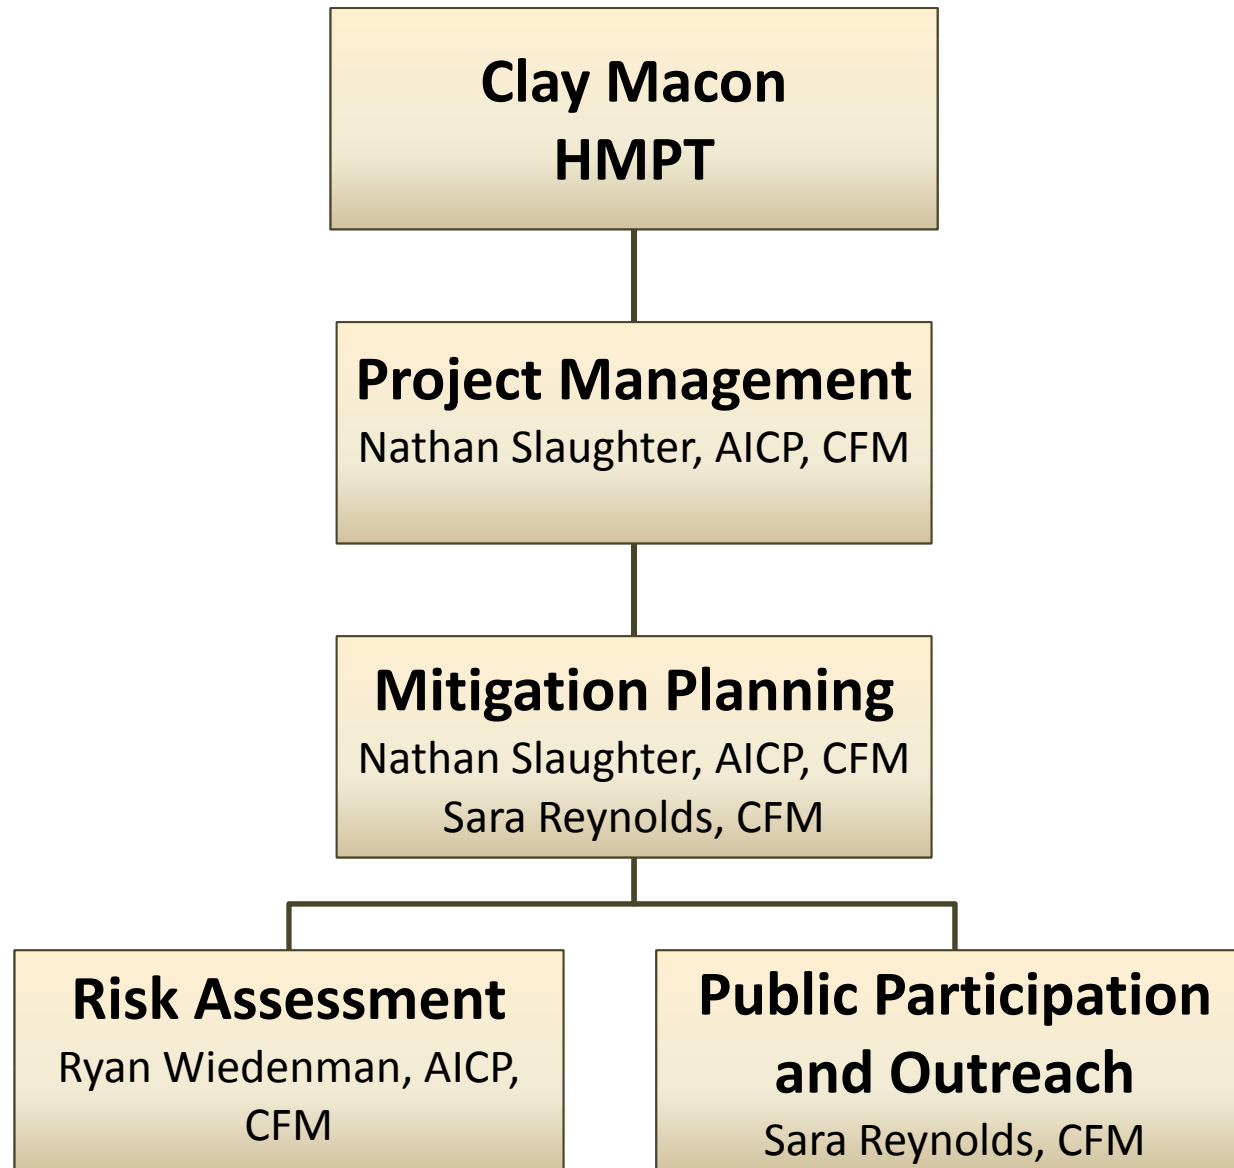 Clay Macon
HMPT
Project Management
Nathan Slaughter, AICP, CFM
Mitigation Planning
Nathan Slaughter, AICP, CFM
Sara Reynolds, CFM
Risk Assessment
Ryan Wiedenman, AICP,
CFM
Public Participation
and Outreach
Sara Reynolds, CFM